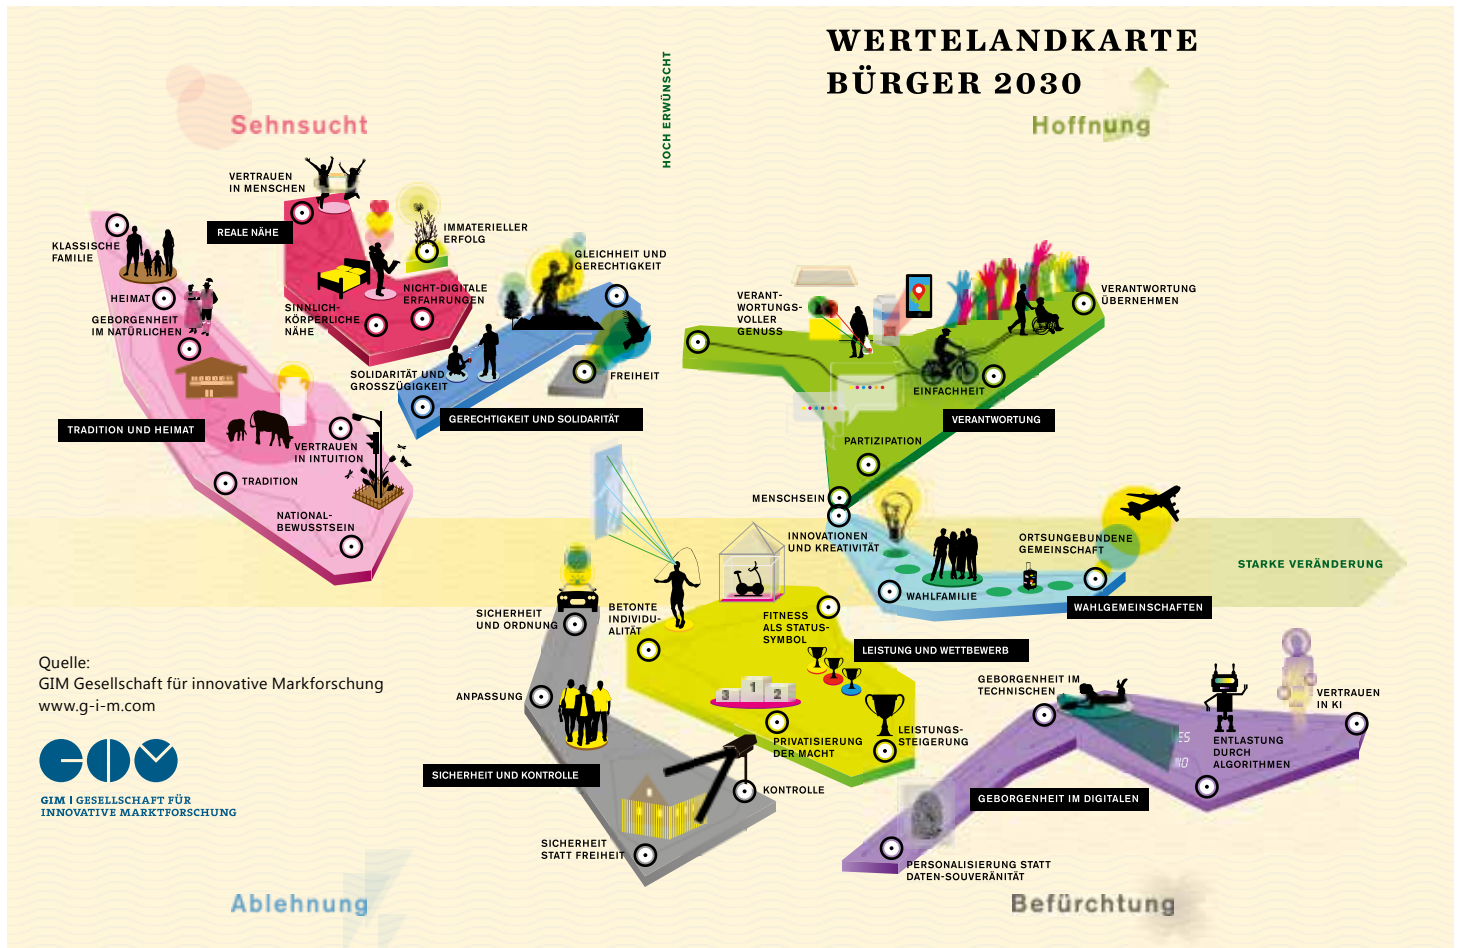 WERTELANDKARTE
BÜRGER 2030
HOCH ERWÜNSCHT
Sehnsucht
Hoffnung
VERTRAUEN
IN MENSCHEN
REALE NÄHE
KLASSISCHE
FAMILIE
IMMATERIELLER
ERFOLG
GLEICHHEIT UND
GERECHTIGKEIT
HEIMAT
GEBORGENHEIT
IM NATÜRLICHEN
NICHT-DIGITALE
ERFAHRUNGEN
SINNLICH-
KÖRPERLICHE
NÄHE
SOLIDARITÄT UND
GROSSZÜGIGKEIT
FREIHEIT
GERECHTIGKEIT UND SOLIDARITÄT
TRADITION UND HEIMAT
VERTRAUEN
IN INTUITION
TRADITION
NATIONAL-
BEWUSSTSEIN
VERANT-
WORTUNGS-
VOLLER
GENUSS
VERANTWORTUNG
ÜBERNEHMEN
EINFACHHEIT
VERANTWORTUNG
PARTIZIPATION
MENSCHSEIN
INNOVATIONEN
UND KREATIVITÄT
ORTSUNGEBUNDENE
GEMEINSCHAFT
STARKE VERÄNDERUNG
WAHLFAMILIE
WAHLGEMEINSCHAFTEN
SICHERHEIT
UND ORDNUNG
BETONTE
INDIVIDU-
ALITÄT
FITNESS
ALS STATUS-
SYMBOL
LEISTUNG UND WETTBEWERB
ANPASSUNG
3 1 2
PRIVATISIERUNG
DER MACHT
LEISTUNGS-
STEIGERUNG
SICHERHEIT UND KONTROLLE
KONTROLLE
SICHERHEIT
STATT FREIHEIT
GEBORGENHEIT IM
TECHNISCHEN
VERTRAUEN
IN KI
ES
NO
ENTLASTUNG
DURCH
ALGORITHMEN
GEBORGENHEIT IM DIGITALEN
PERSONALISIERUNG STATT
DATEN-SOUVERÄNITÄT
Quelle:
GIM Gesellschaft für innovative Markforschung
www.g-i-m.com
GIM | GESELLSCHAFT FÜR
INNOVATIVE MARKTFORSCHUNG
Ablehnung
Befürchtung